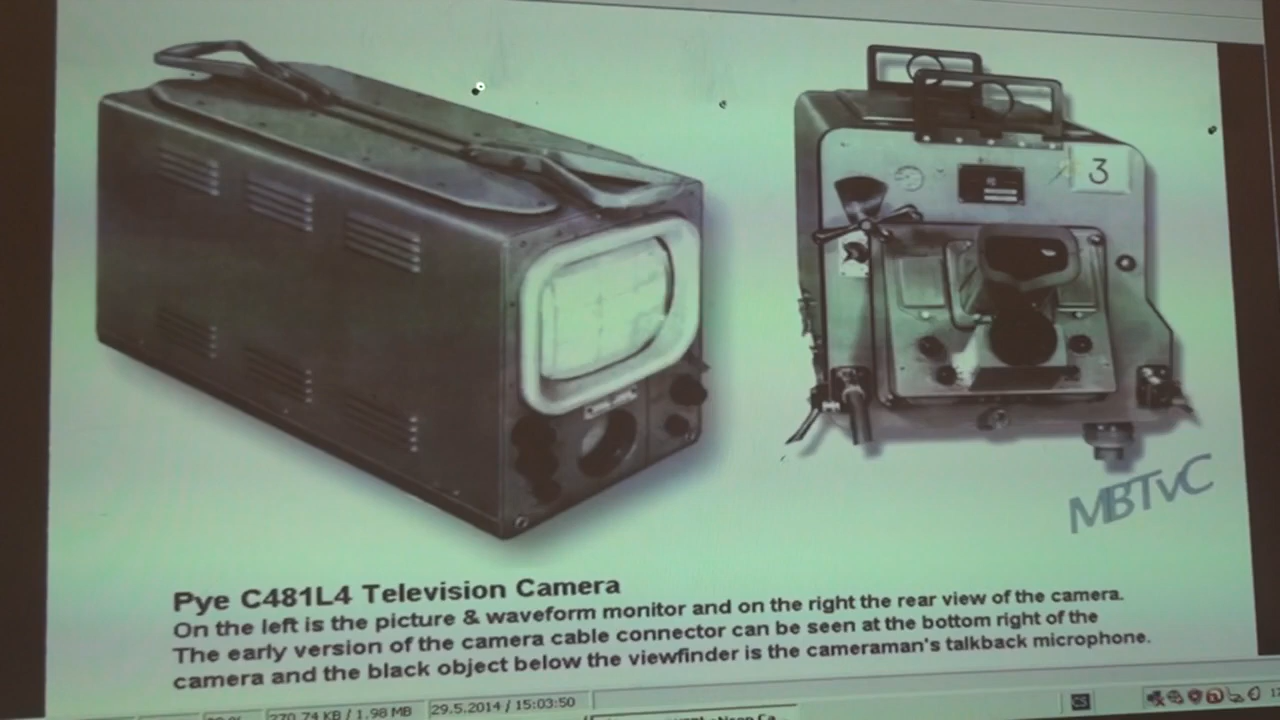 3
MBTvC
Pye C481L4 Television Camera
On the left is the picture & waveform monitor and on the right the rear view of the camera.
The early version of the camera cable connector can be seen at the bottom right of the
camera and the black object below the viewfinder is the cameraman's talkback microphone.
270.74 KB / 1.98 MB
29.5.2014 / 15:03:50
CS